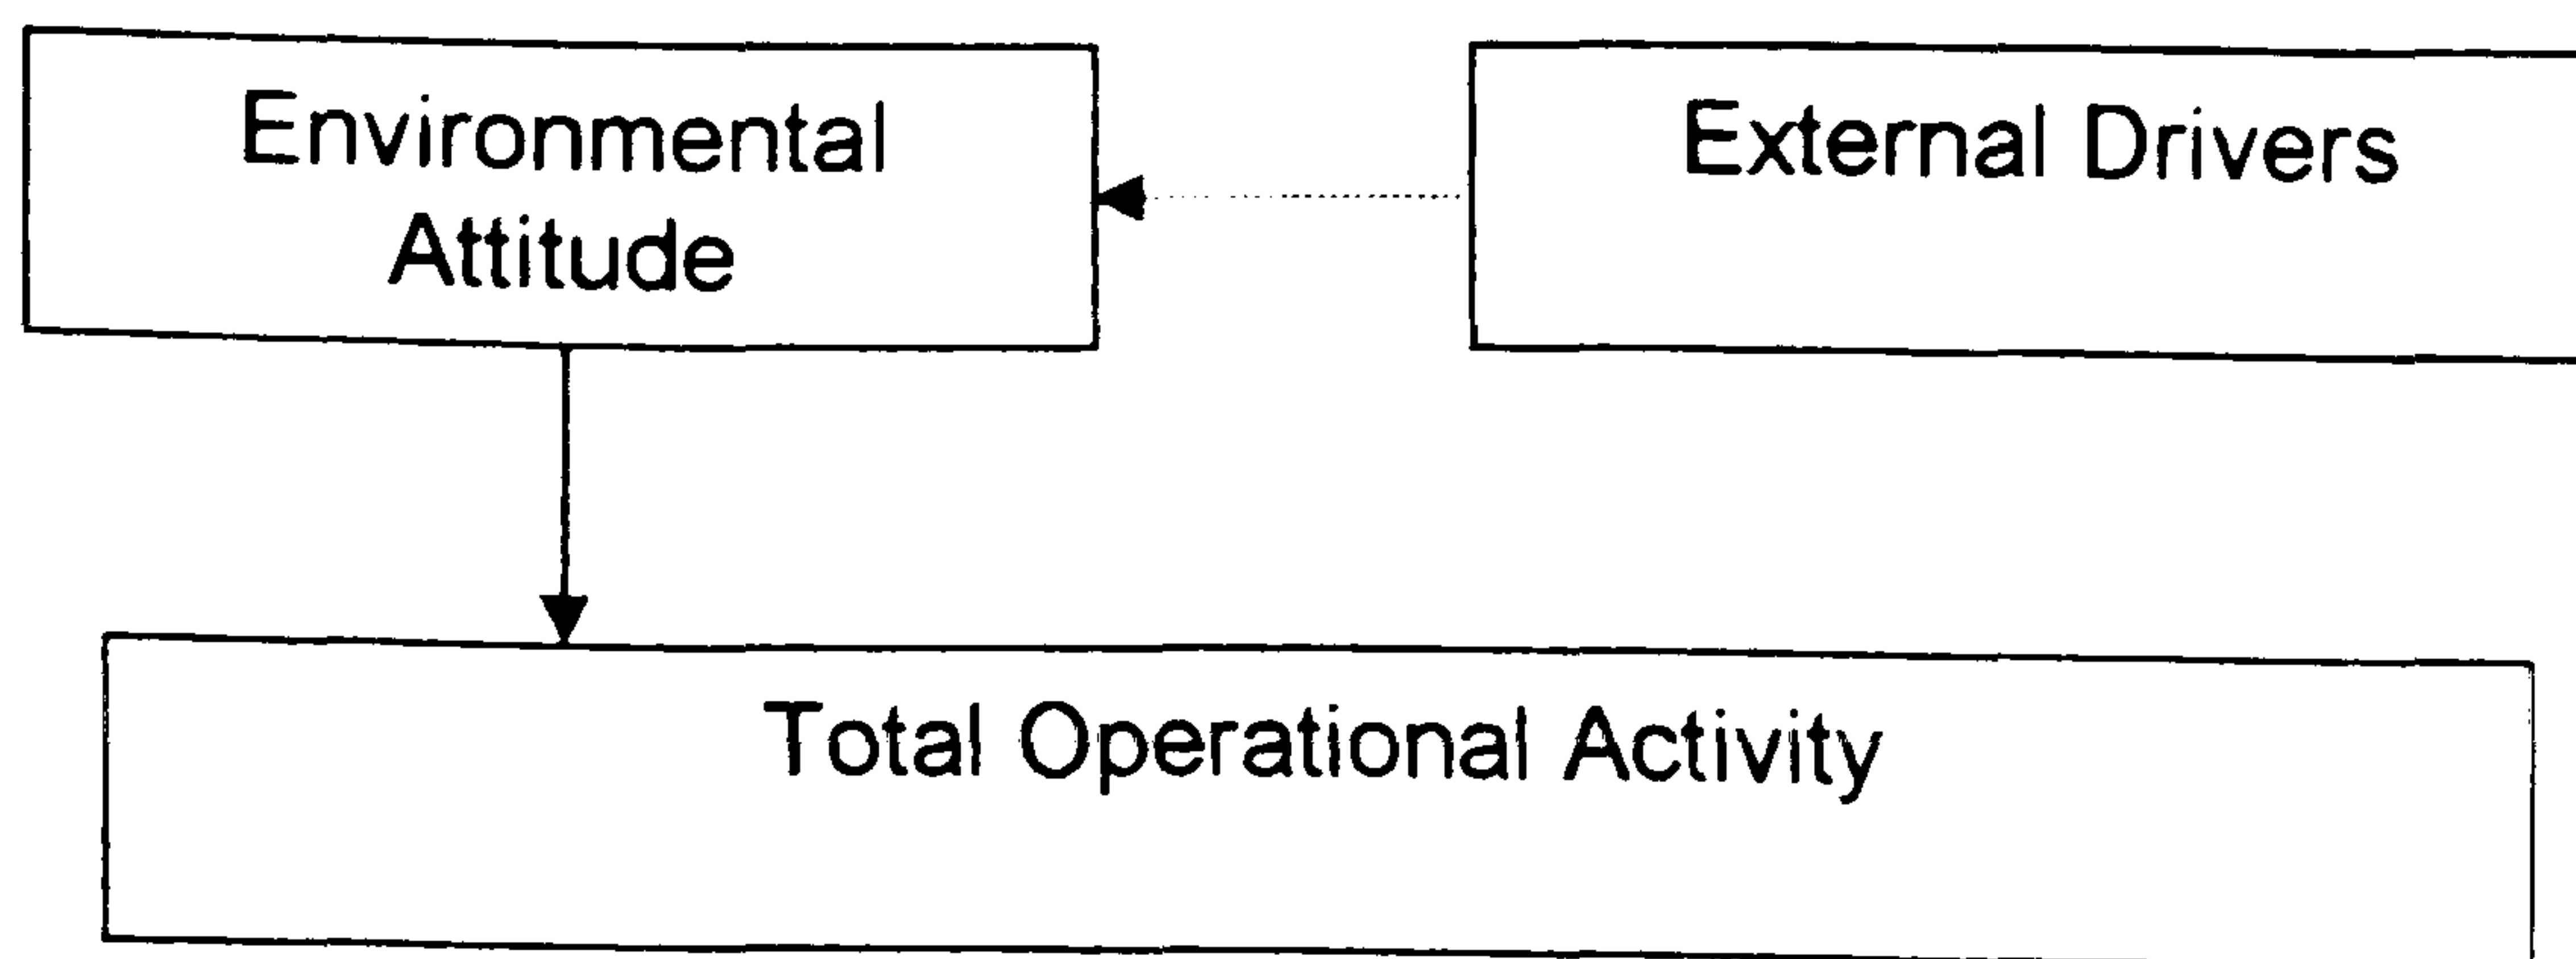 Environmental
Attitude
External Drivers
Total Operational Activity